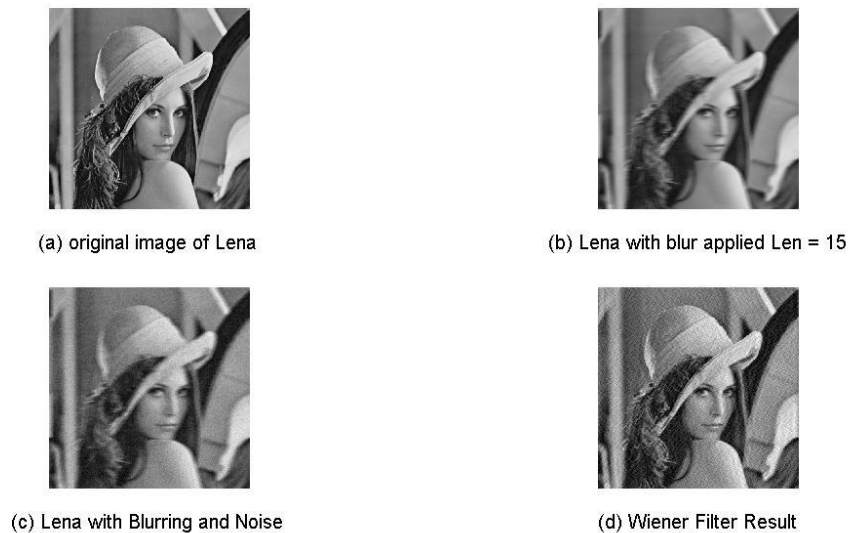 (a) original image of Lena
(b) Lena with blur applied Len = 15
(c) Lena with Blurring and Noise
(d) Wiener Filter Result